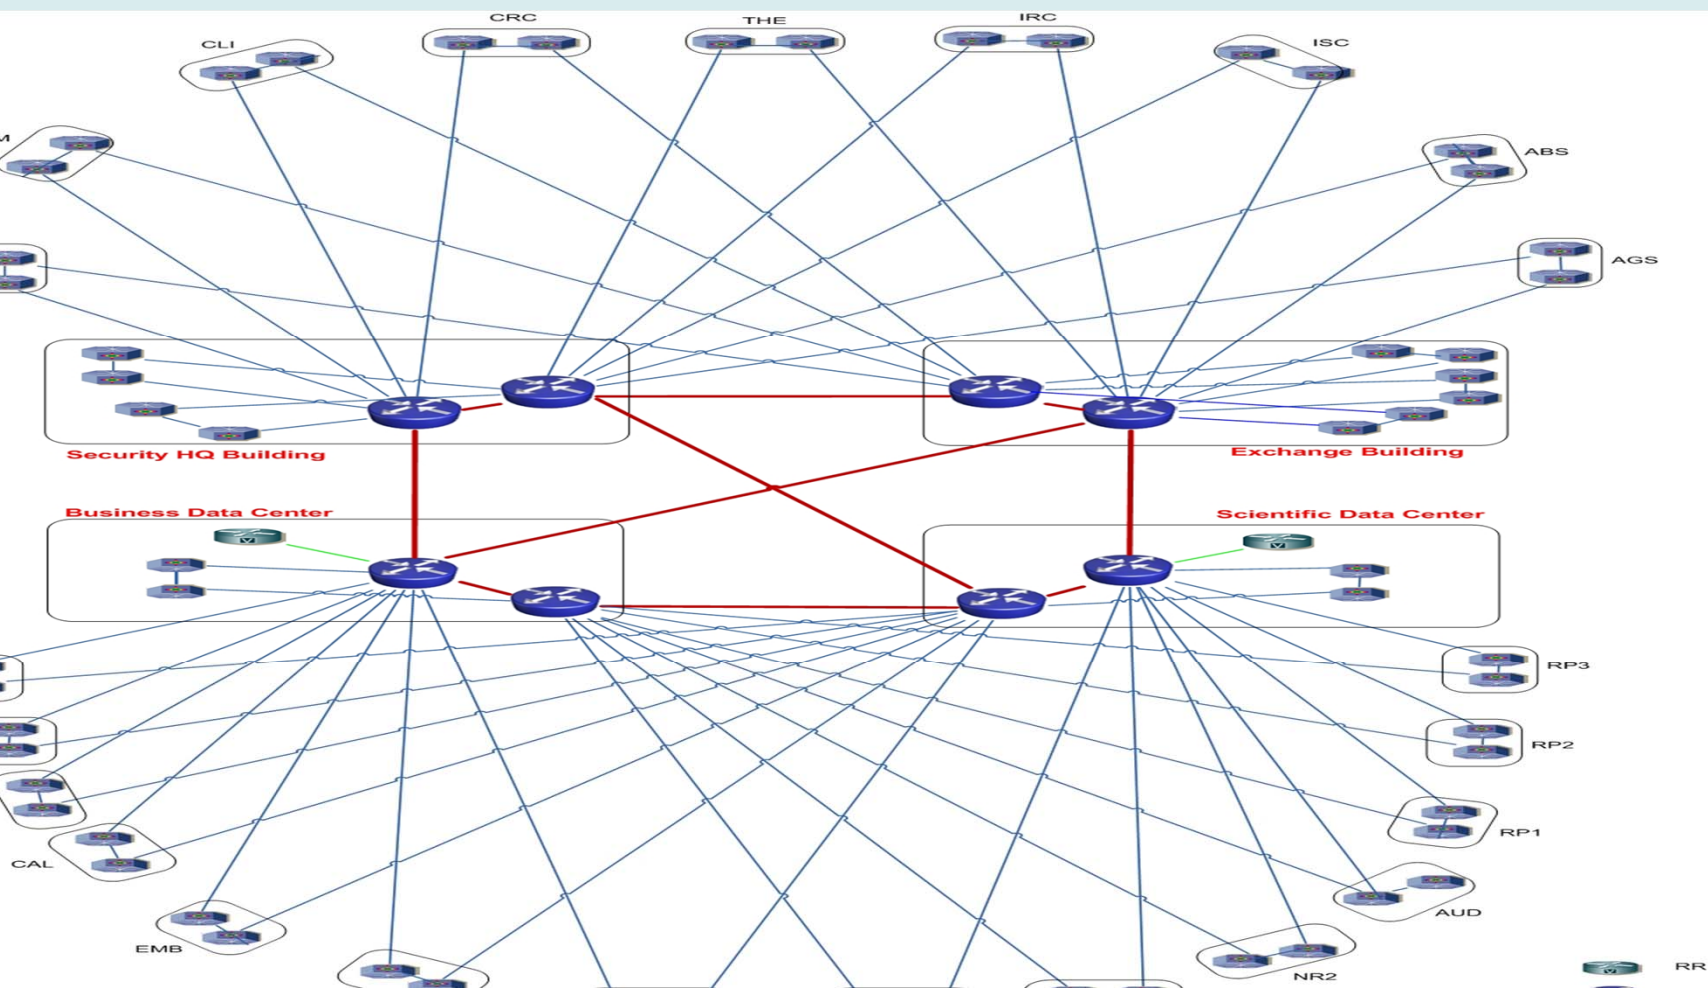 CRC
THE
IRC
CLI
ISC
M
ABS
AGS
Security HQ Building
Exchange Building
Business Data Center
Scientific Data Center
V
V
RP3
RP2
RP1
CAL
AUD
EMB
NR2
V
RR